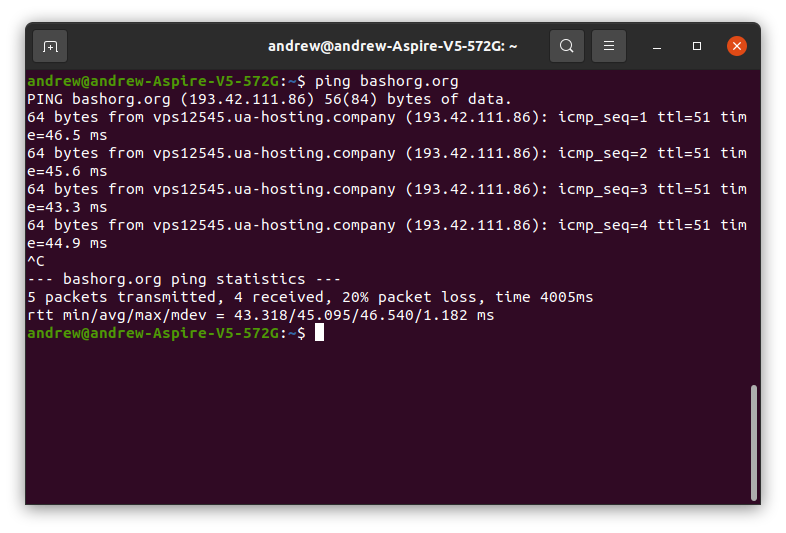 andrew@andrew-Aspire-V5-572G: ~
andrew@andrew-Aspire-V5-572G:~$ ping bashorg.org
PING bashorg.org (193.42.111.86) 56(84) bytes of data.
64 bytes from vps12545.ua-hosting.company (193.42.111.86): icmp_seq=1 ttl=51 tim
e=46.5 ms
64 bytes from vps12545.ua-hosting.company (193.42.111.86): icmp_seq=2 ttl=51 tim
e=45.6 ms
64 bytes from vps12545.ua-hosting.company (193.42.111.86): icmp_seq=3 ttl=51 tim
e=43.3 ms
64 bytes from vps12545.ua-hosting.company (193.42.111.86): icmp_seq=4 ttl=51 tim
e=44.9 ms
^C
--- bashorg.org ping statistics ---
5 packets transmitted, 4 received, 20% packet loss, time 4005ms
rtt min/avg/max/mdev = 43.318/45.095/46.540/1.182 ms
andrew@andrew-Aspire-V5-572G:~$